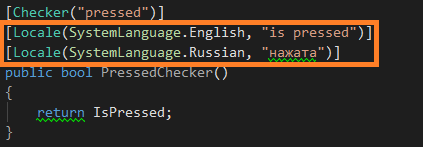 [Checker("pressed")]
[Locale(SystemLanguage.English, "is pressed")]
[Locale(SystemLanguage.Russian, "нажата")]
public bool PressedChecker()
{
return IsPressed;
}